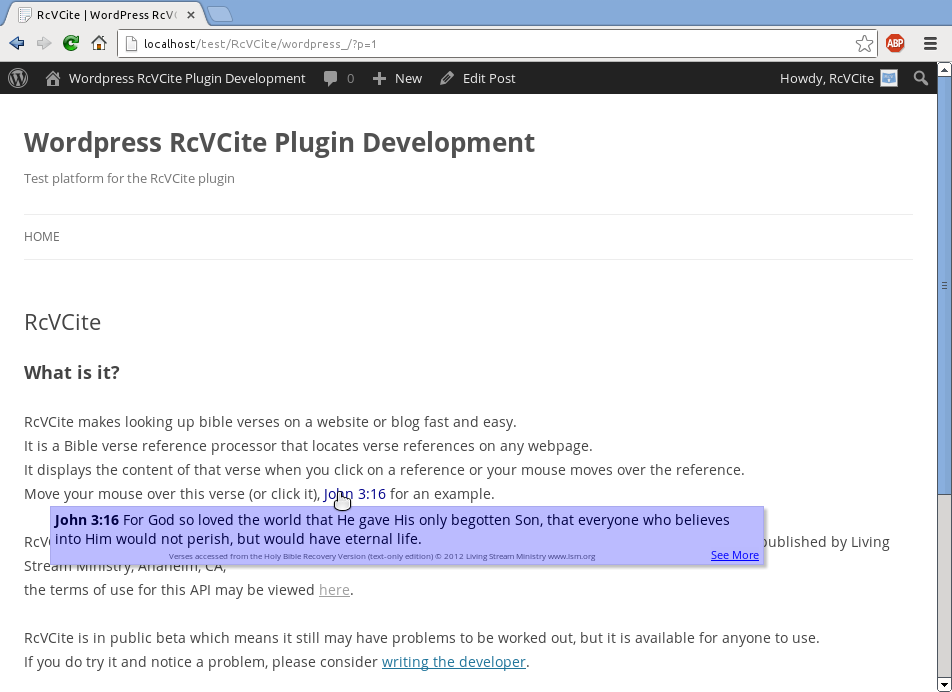 RcVCite | WordPress RcVC
localhost/test/RcVCite/wordpress_/?p=1
ABP
Wordpress RcVCite Plugin Development 0 New Edit Post Howdy, RcVCite
Wordpress RcVCite Plugin Development
Test platform for the RcVCite plugin
HOME
RcVCite
What is it?
RcVCite makes looking up bible verses on a website or blog fast and easy.
It is a Bible verse reference processor that locates verse references on any webpage.
It displays the content of that verse when you click on a reference or your mouse moves over the reference.
Move your mouse over this verse (or click it), John 3:16 for an example.
John 3:16 For God so loved the world that He gave His only begotten Son, that everyone who believes
into Him would not perish, but would have eternal life.
Verses accessed from the Holy Bible Recovery Version (text-only edition) © 2012 Living Stream Ministry www.lsm.org
See More
published by Living
Stream Ministry, Anaheim, CA,
the terms of use for this API may be viewed here.
RcVCite is in public beta which means it still may have problems to be worked out, but it is available for anyone to use.
If you do try it and notice a problem, please consider writing the developer.